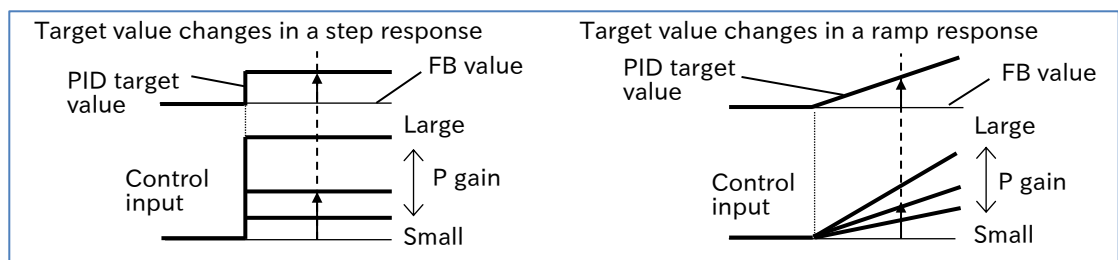 Target value changes in a step response
PID target
value
FB value
Large
Control
input
P gain
Small
Target value changes in a ramp response
PID target
value
FB value
Large
Control
input
P gain
Small